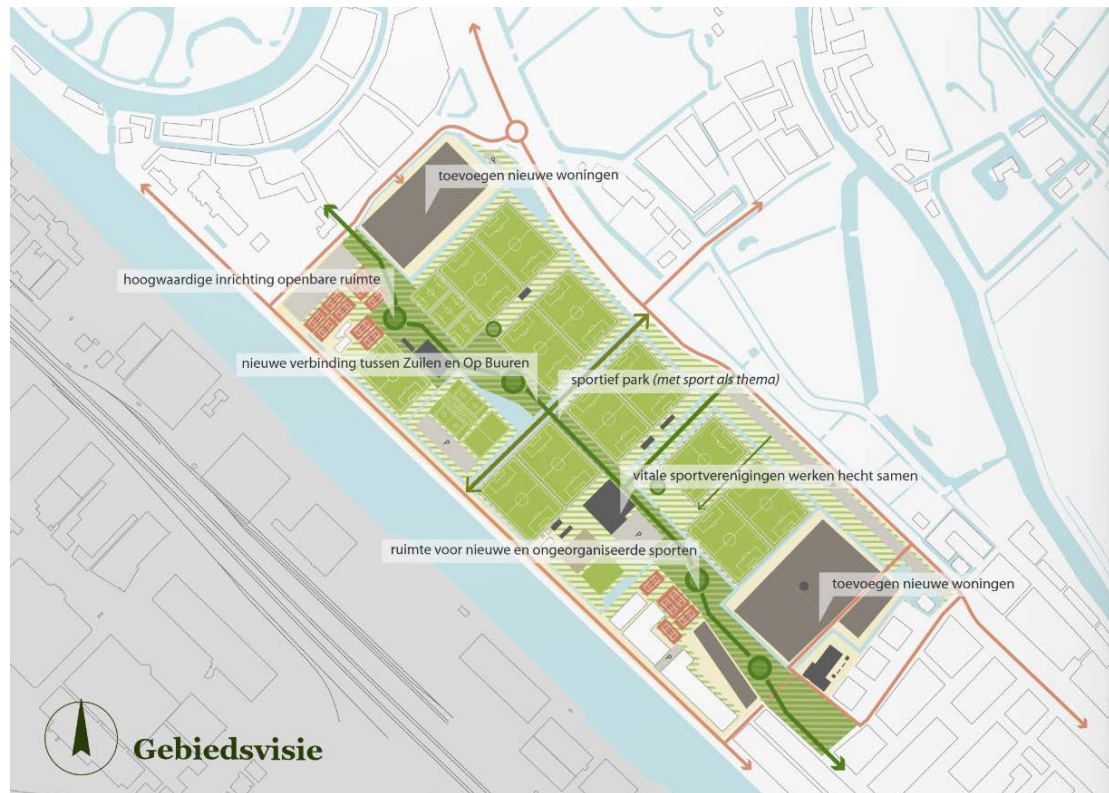 toevoegen nieuwe woningen
hoogwaardige inrichting openbare ruimte
nieuwe verbinding tussen Zuilen en Op Buuren
sportief park (met sport als thema)
vitale sportverenigingen werken hecht samen
P
P
ruimte voor nieuwe en ongeorganiseerde sporten
toevoegen nieuwe woningen
P
Gebiedsvisie